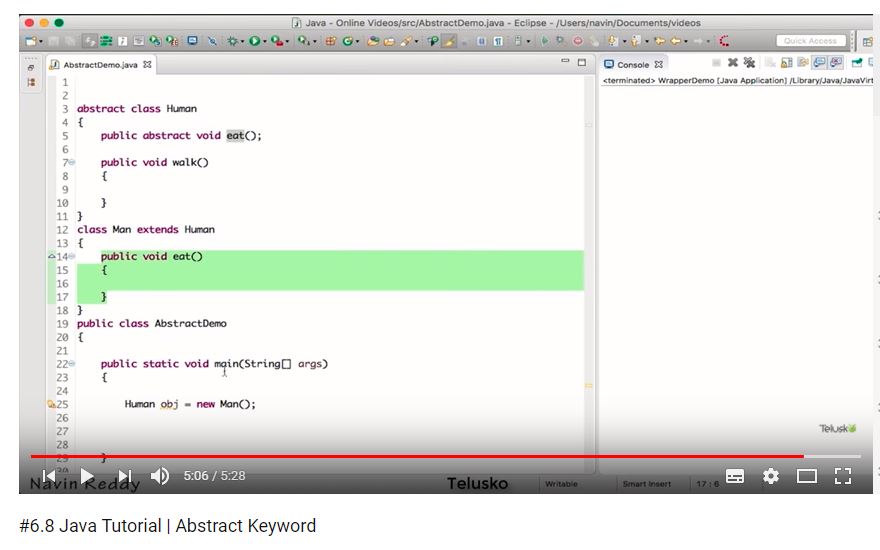 Java - Online Videos/src/AbstractDemo.java - Eclipse - /Users/navin/Documents/videos
Quick Access
AbstractDemo.java
Console
<terminated> WrapperDemo [Java Application] /Library/Java/JavaVirt
1
2
3 abstract class Human
4 {
5 public abstract void eat();
6
7 public void walk()
8 {
9
10 }
11 }
12 class Man extends Human
13 {
14 public void eat()
15 {
16
17 }
18 }
19 public class AbstractDemo
20 {
21
22 public static void main(String[] args)
23 {
24
25 Human obj = new Man();
26
27
28
29 }
30
Telusko
5:06 / 5:28
Navin Reddy
Telusko
Writable
Smart Insert
17 : 6
#6.8 Java Tutorial | Abstract Keyword